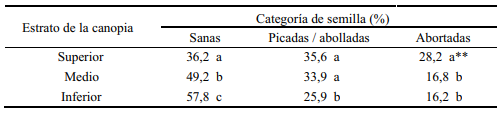 Estrato de la canopia Categoría de semilla (%)
Sanas Picadas / abolladas Abortadas
Superior 36,2 a 35,6 a 28,2 a**
Medio 49,2 b 33,9 a 16,8 b
Inferior 57,8 c 25,9 b 16,2 b